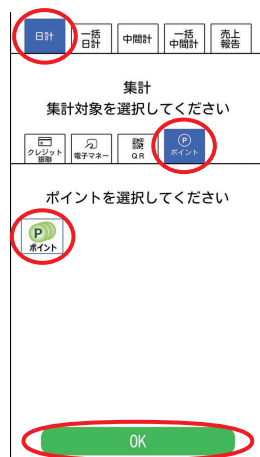 日計 一括日計 中間計 一括中間計 売上報告
集計
集計対象を選択してください
クレジット銀聯 電子マネー QR ポイント
ポイントを選択してください
P
ポイント
OK